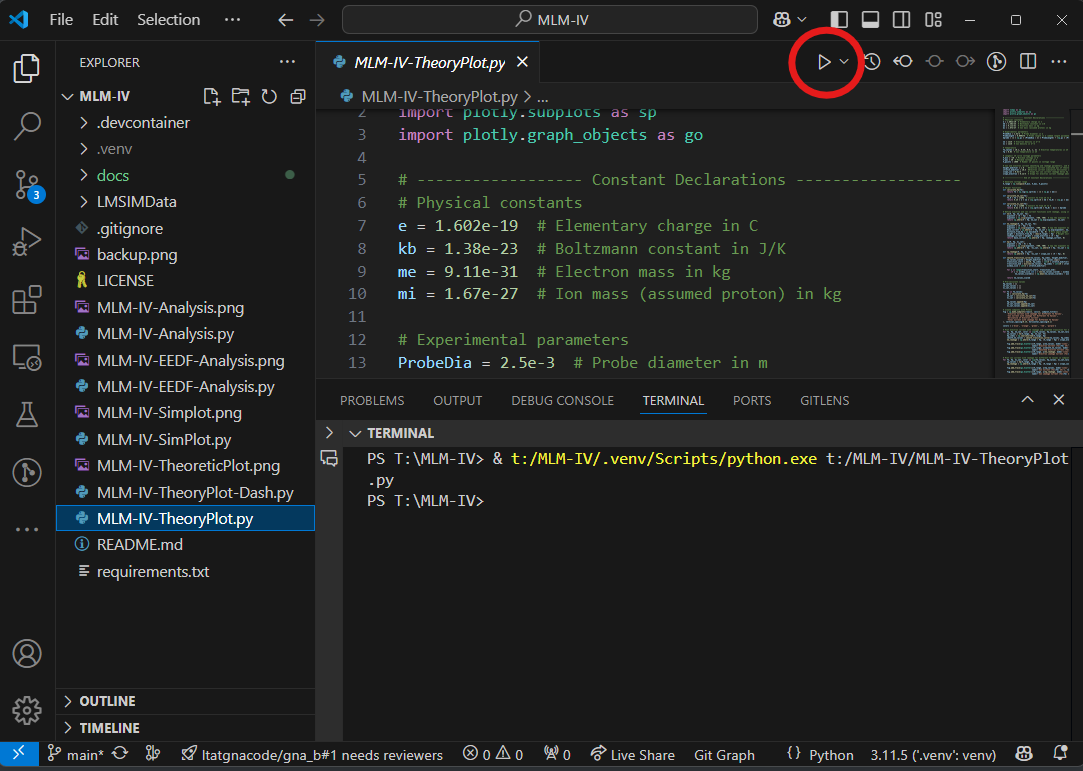 File Edit Selection ··· MLM-IV
EXPLORER ···
MLM-IV
.devcontainer
.venv
docs
LMSIMData
.gitignore
backup.png
LICENSE
MLM-IV-Analysis.png
MLM-IV-Analysis.py
MLM-IV-EEDF-Analysis.png
MLM-IV-EEDF-Analysis.py
MLM-IV-Simplot.png
MLM-IV-SimPlot.py
MLM-IV-TheoreticPlot.png
MLM-IV-TheoryPlot-Dash.py
MLM-IV-TheoryPlot.py
README.md
requirements.txt
OUTLINE
TIMELINE
3
MLM-IV-TheoryPlot.py
MLM-IV-TheoryPlot.py > ...
2 import plotly.subplots as sp
3 import plotly.graph_objects as go
4
5 # ------------------ Constant Declarations ------------------
6 # Physical constants
7 e = 1.602e-19  # Elementary charge in C
8 kb = 1.38e-23  # Boltzmann constant in J/K
9 me = 9.11e-31  # Electron mass in kg
10 mi = 1.67e-27  # Ion mass (assumed proton) in kg
11
12 # Experimental parameters
13 ProbeDia = 2.5e-3  # Probe diameter in m
PROBLEMS OUTPUT DEBUG CONSOLE TERMINAL PORTS GITLENS
TERMINAL
PS T:\MLM-IV> & t:/MLM-IV/.venv/Scripts/python.exe t:/MLM-IV/MLM-IV-TheoryPlot
.py
PS T:\MLM-IV>
main* ltatgnacode/gna_b#1 needs reviewers 0 0 0 Live Share Git Graph {} Python 3.11.5 ('.venv': venv)